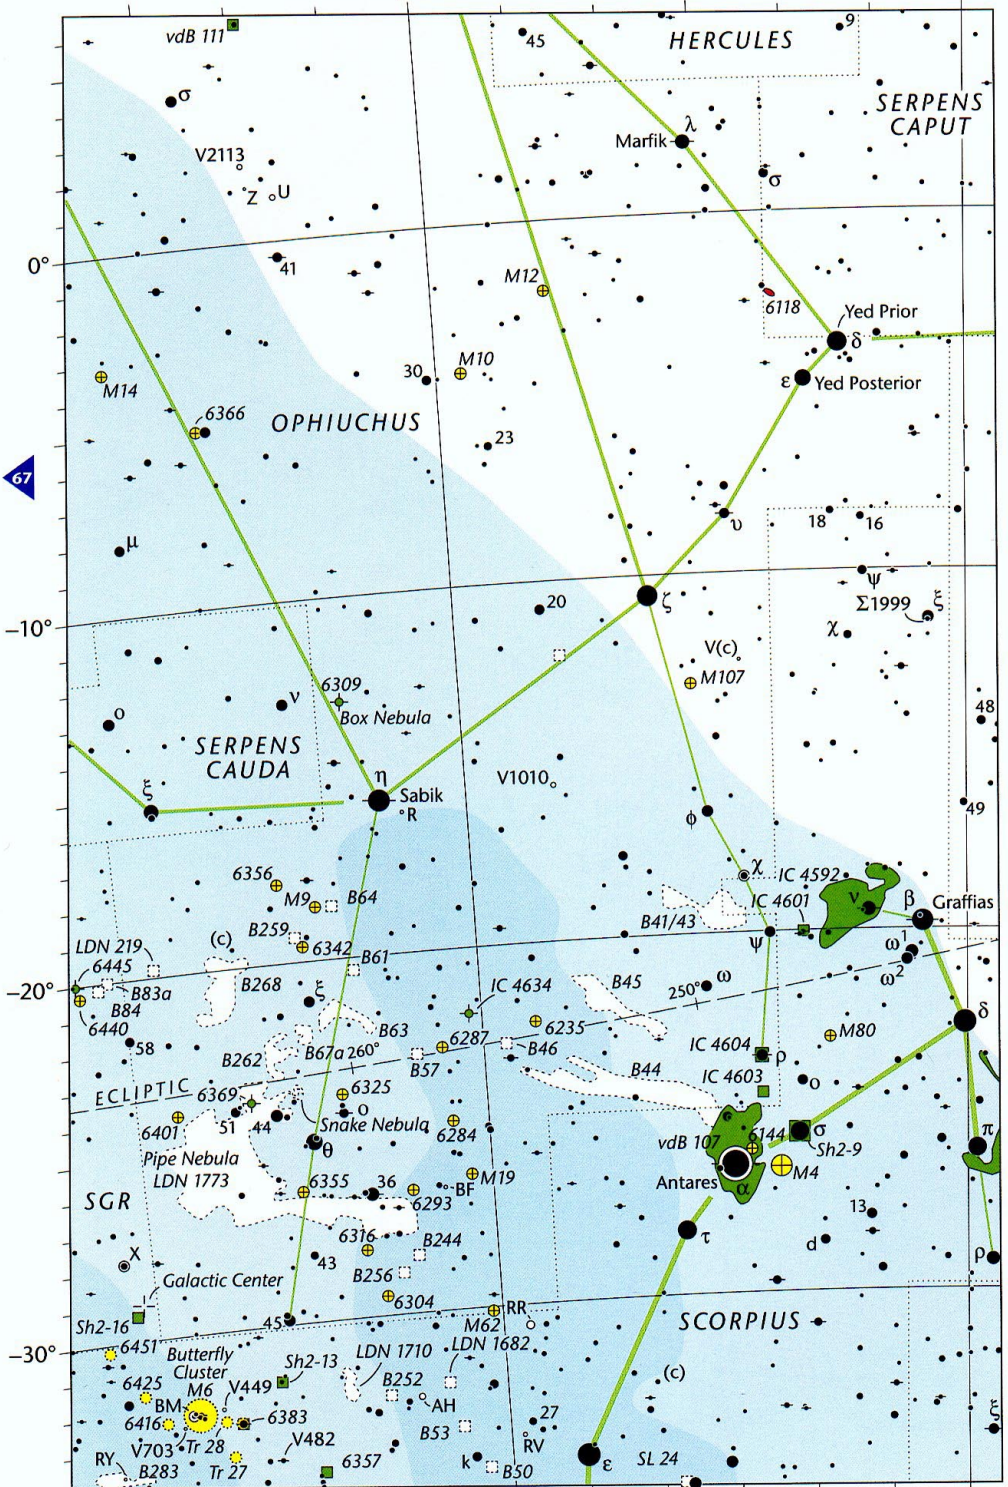 vdB 111
45
HERCULES
9
σ
SERPENS
CAPUT
Marfik
λ
V2113
Z
U
σ
0°
41
M12
6118
Yed Prior
δ
M14
30
M10
ε
Yed Posterior
6366
OPHIUCHUS
23
67
υ
18
16
μ
ψ
20
ζ
Σ1999
ξ
–10°
χ
V(c)
M107
6309
ν
Box Nebula
ο
48
SERPENS
CAUDA
η
V1010
ξ
Sabik
R
φ
49
χ
6356
IC 4592
M9
B64
IC 4601
ν
β
Graffias
B259
B41/43
LDN 219
(c)
6342
ψ
ω1
6445
B61
ω2
–20°
B83a
B268
IC 4634
B45
250°
ω
B84
ξ
δ
6440
B63
6287
6235
M80
58
B67a
260°
B46
IC 4604
ρ
B262
B57
ECLIPTIC
6325
B44
IC 4603
ο
6369
ο
51
44
Snake Nebula
6401
6284
vdB 107
6144
σ
π
θ
Sh2-9
Pipe Nebula
LDN 1773
M19
M4
Antares
α
6355
36
BF
SGR
6293
13
6316
B244
τ
d
ρ
X
43
Galactic Center
B256
6304
RR
SCORPIUS
Sh2-16
45
M62
–30°
6451
LDN 1710
LDN 1682
Butterfly
Cluster
Sh2-13
(c)
6425
M6
B252
V449
BM
AH
6416
6383
27
ξ
B53
V703
Tr 28
V482
RV
RY
B283
Tr 27
6357
k
B50
ε
SL 24